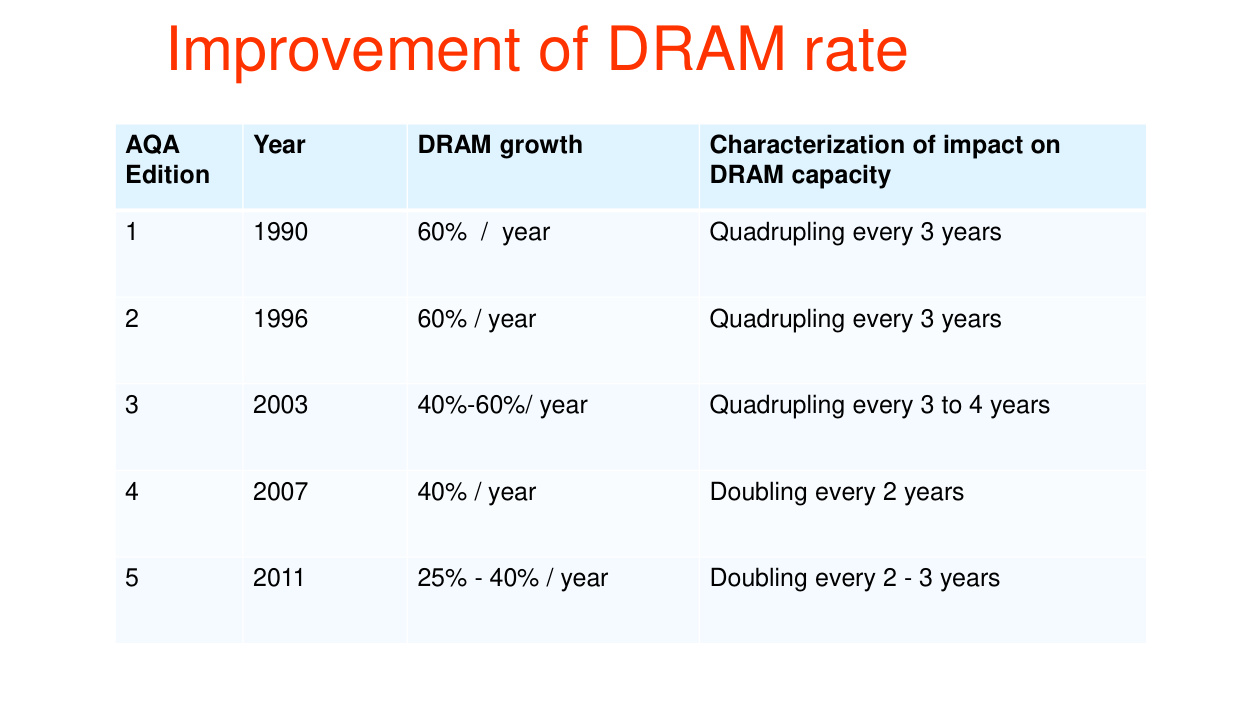 Improvement of DRAM rate
AQA Edition | Year | DRAM growth | Characterization of impact on DRAM capacity
1 | 1990 | 60% / year | Quadrupling every 3 years
2 | 1996 | 60% / year | Quadrupling every 3 years
3 | 2003 | 40%-60%/ year | Quadrupling every 3 to 4 years
4 | 2007 | 40% / year | Doubling every 2 years
5 | 2011 | 25% - 40% / year | Doubling every 2 - 3 years